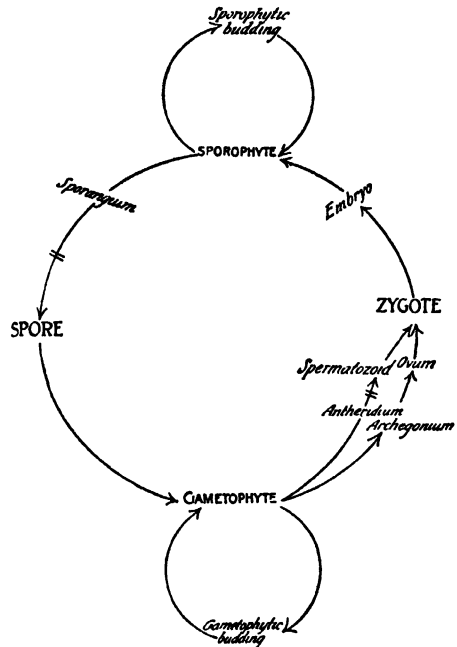 Sporophytic
budding
SPOROPHYTE
Sporangium
Embryo
SPORE
ZYGOTE
Spermatozoid
Ovum
Antheridium
Archegonium
GAMETOPHYTE
Gametophytic
budding